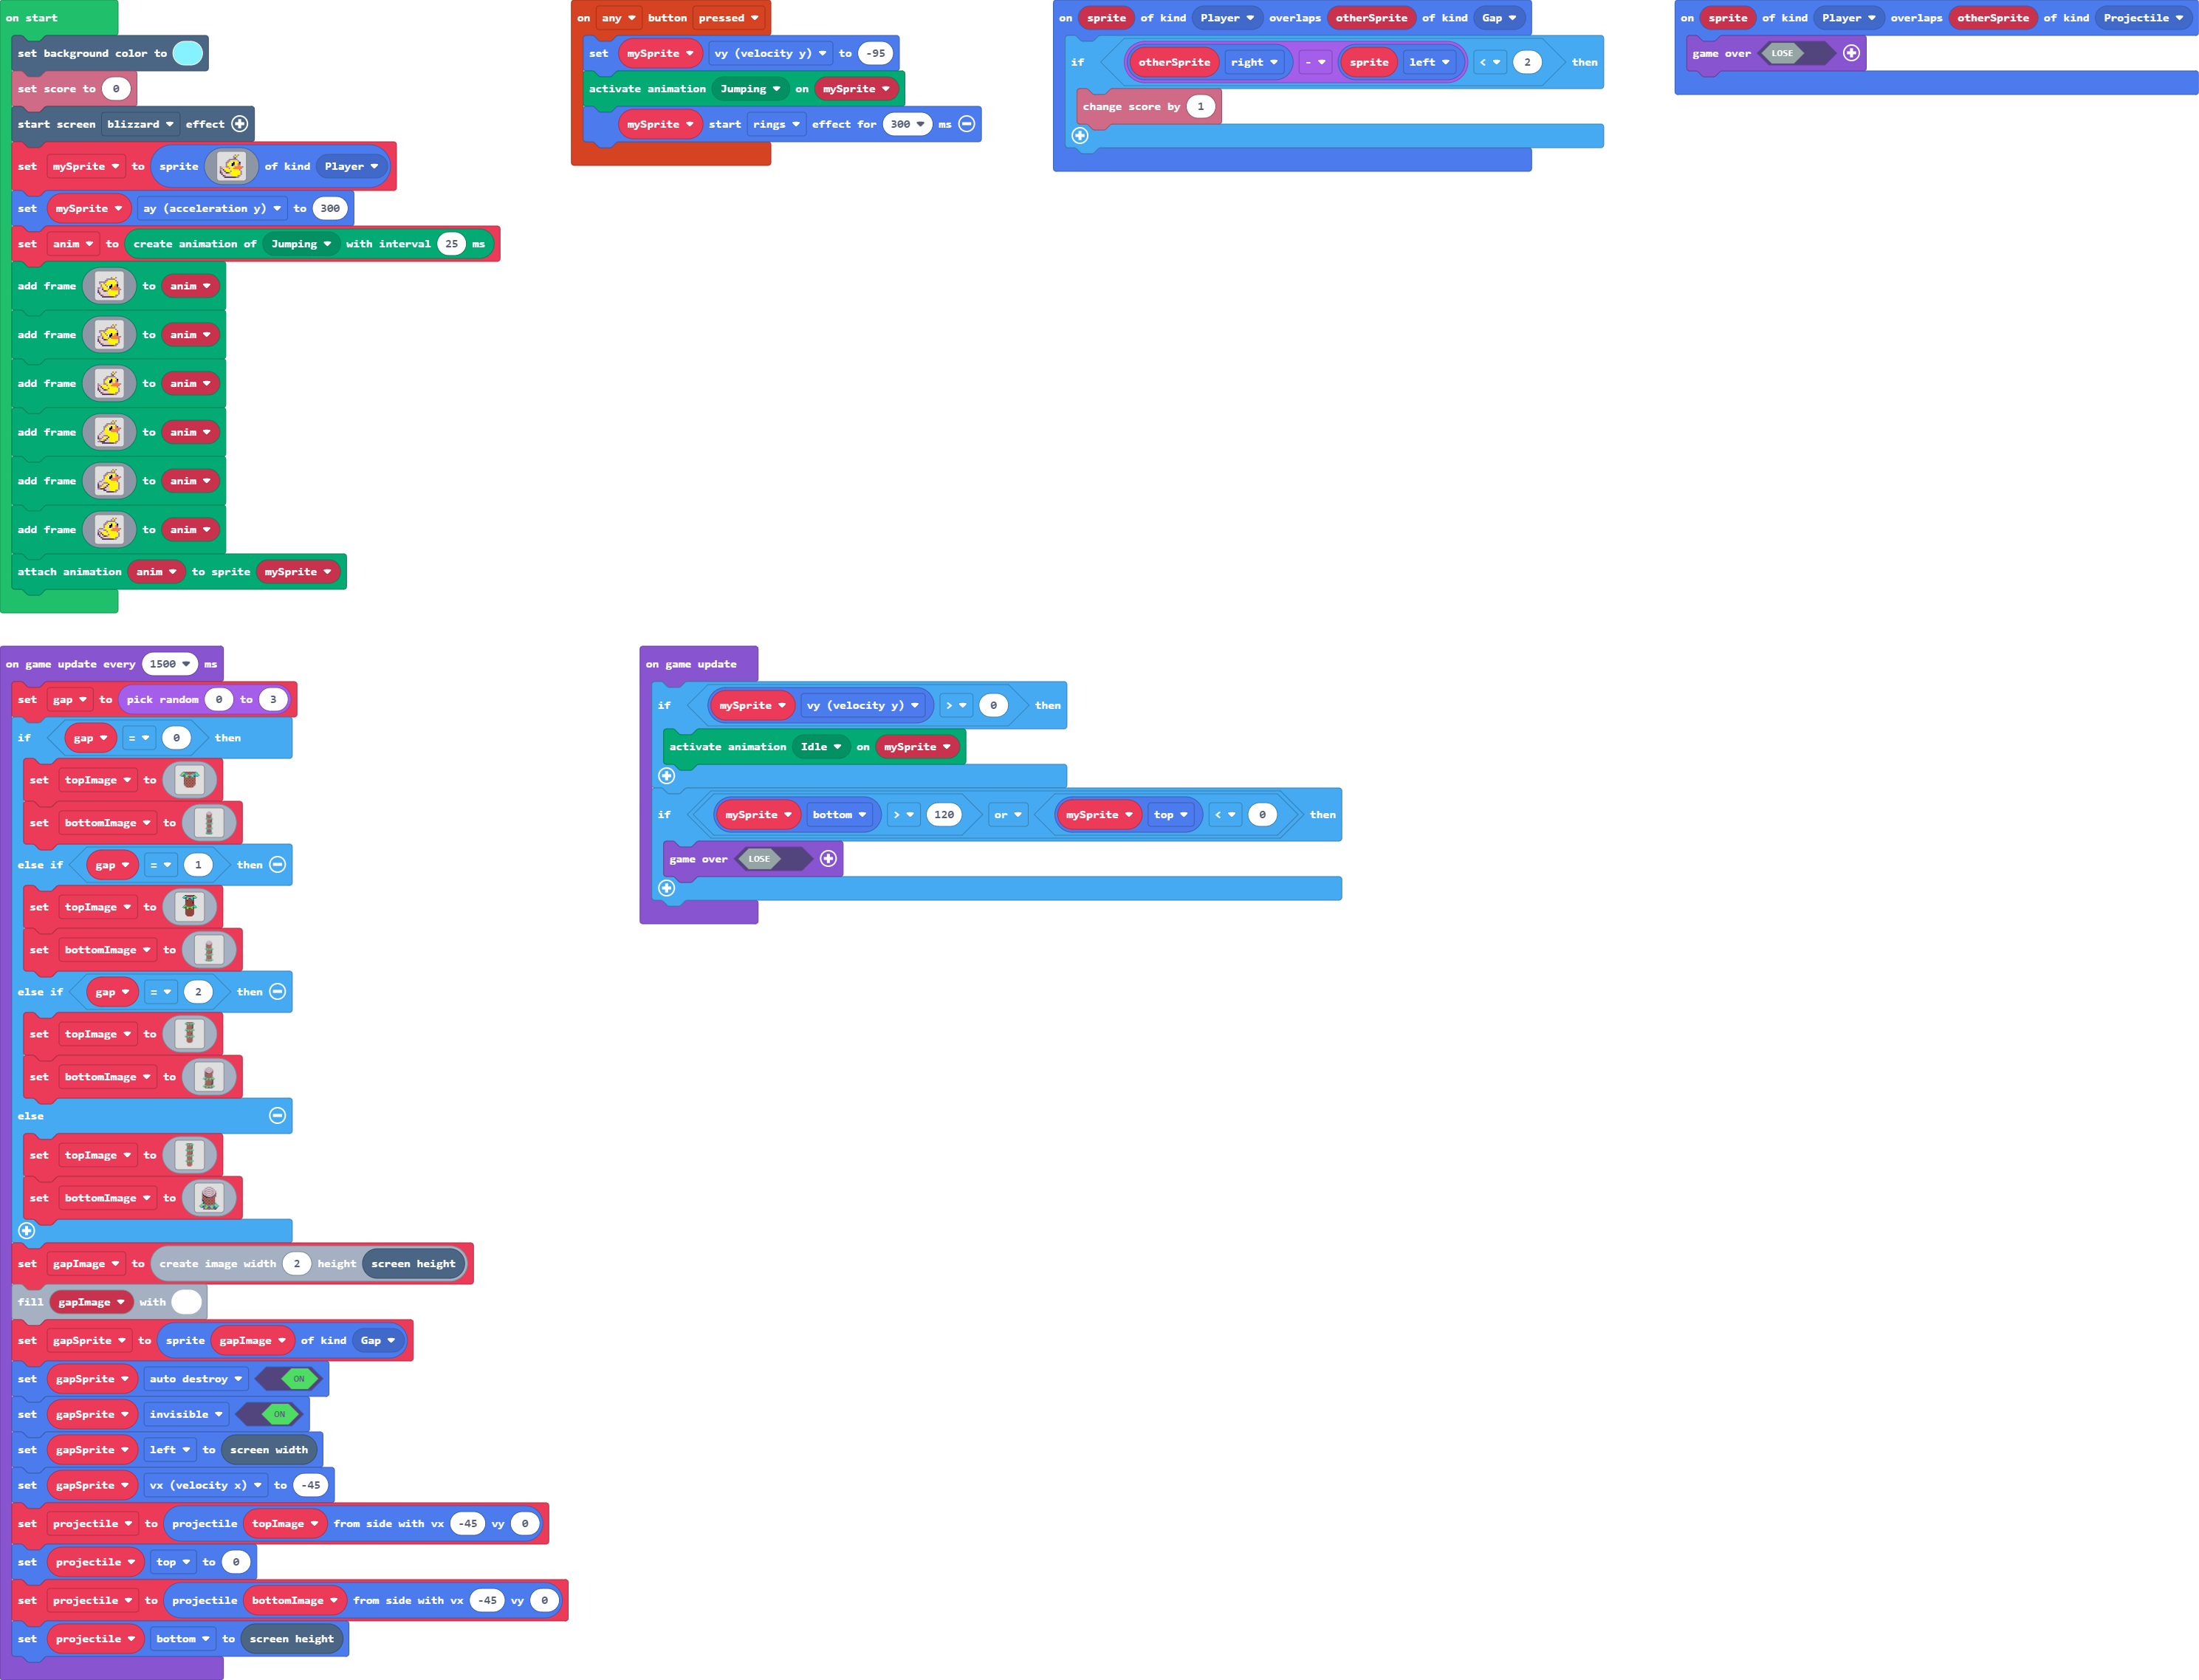 on start
set background color to
set score to 0
start screen blizzard effect
set mySprite to sprite of kind Player
set mySprite ay (acceleration y) to 300
set anim to create animation of Jumping with interval 25 ms
add frame to anim
add frame to anim
add frame to anim
add frame to anim
add frame to anim
add frame to anim
attach animation anim to sprite mySprite
on any button pressed
set mySprite vy (velocity y) to -95
activate animation Jumping on mySprite
mySprite start rings effect for 300 ms
on sprite of kind Player overlaps otherSprite of kind Gap
if otherSprite right - sprite left < 2 then
change score by 1
on sprite of kind Player overlaps otherSprite of kind Projectile
game over LOSE
on game update every 1500 ms
set gap to pick random 0 to 3
if gap = 0 then
set topImage to
set bottomImage to
else if gap = 1 then
set topImage to
set bottomImage to
else if gap = 2 then
set topImage to
set bottomImage to
else
set topImage to
set bottomImage to
set gapImage to create image width 2 height screen height
fill gapImage with
set gapSprite to sprite gapImage of kind Gap
set gapSprite auto destroy ON
set gapSprite invisible ON
set gapSprite left to screen width
set gapSprite vx (velocity x) to -45
set projectile to projectile topImage from side with vx -45 vy 0
set projectile top to 0
set projectile to projectile bottomImage from side with vx -45 vy 0
set projectile bottom to screen height
on game update
if mySprite vy (velocity y) > 0 then
activate animation Idle on mySprite
if mySprite bottom > 120 or mySprite top < 0 then
game over LOSE